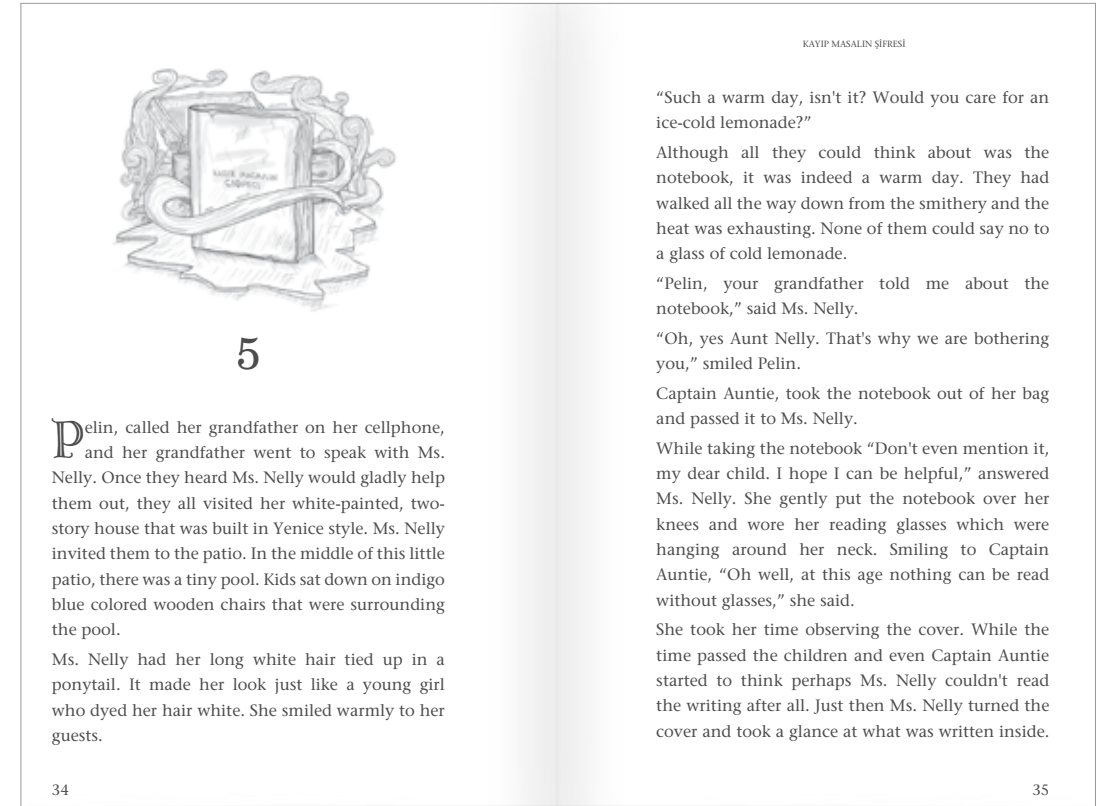 KAYIP MASALIN
ŞİFRESİ
5
Pelin, called her grandfather on her cellphone,
and her grandfather went to speak with Ms.
Nelly. Once they heard Ms. Nelly would gladly help
them out, they all visited her white-painted, two-
story house that was built in Yenice style. Ms. Nelly
invited them to the patio. In the middle of this little
patio, there was a tiny pool. Kids sat down on indigo
blue colored wooden chairs that were surrounding
the pool.
Ms. Nelly had her long white hair tied up in a
ponytail. It made her look just like a young girl
who dyed her hair white. She smiled warmly to her
guests.
34
KAYIP MASALIN ŞİFRESİ
“Such a warm day, isn't it? Would you care for an
ice-cold lemonade?”
Although all they could think about was the
notebook, it was indeed a warm day. They had
walked all the way down from the smithery and the
heat was exhausting. None of them could say no to
a glass of cold lemonade.
“Pelin, your grandfather told me about the
notebook,” said Ms. Nelly.
“Oh, yes Aunt Nelly. That's why we are bothering
you,” smiled Pelin.
Captain Auntie, took the notebook out of her bag
and passed it to Ms. Nelly.
While taking the notebook “Don't even mention it,
my dear child. I hope I can be helpful,” answered
Ms. Nelly. She gently put the notebook over her
knees and wore her reading glasses which were
hanging around her neck. Smiling to Captain
Auntie, “Oh well, at this age nothing can be read
without glasses,” she said.
She took her time observing the cover. While the
time passed the children and even Captain Auntie
started to think perhaps Ms. Nelly couldn't read
the writing after all. Just then Ms. Nelly turned the
cover and took a glance at what was written inside.
35